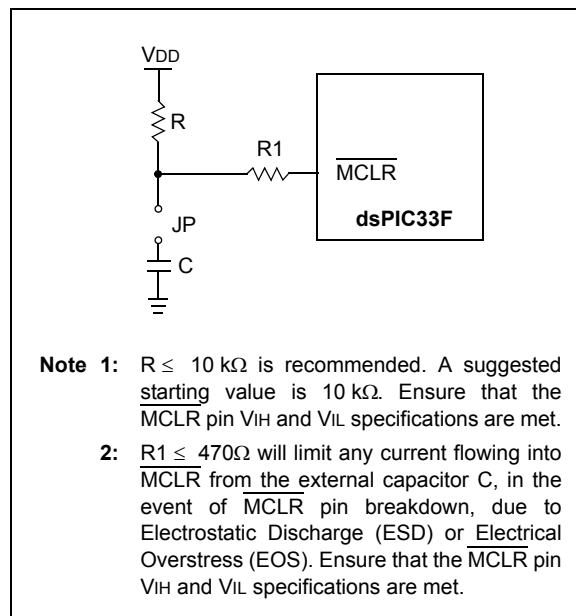 VDD
R
R1
MCLR
JP
dsPIC33F
C
Note 1: R ≤ 10 kΩ is recommended. A suggested
starting value is 10 kΩ. Ensure that the
MCLR pin VIH and VIL specifications are met.
2: R1 ≤ 470Ω will limit any current flowing into
MCLR from the external capacitor C, in the
event of MCLR pin breakdown, due to
Electrostatic Discharge (ESD) or Electrical
Overstress (EOS). Ensure that the MCLR pin
VIH and VIL specifications are met.